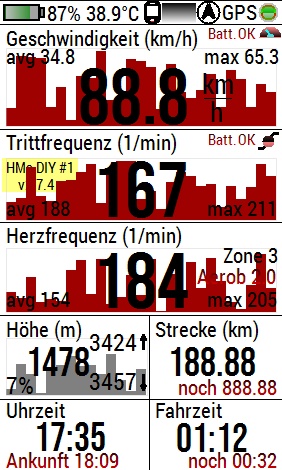 87% 38.9°C GPS
Geschwindigkeit (km/h)
Batt. OK
avg 34.8 max 65.3
88.8 km/h
Trittfrequenz (1/min)
Batt. OK
HMs DIY #1
v 7.4
167
avg 188 max 211
Herzfrequenz (1/min)
Zone 3
Aerob 2.0
184
avg 154 max 205
Höhe (m)
3424
1478
7% 3457
Strecke (km)
188.88
noch 888.88
Uhrzeit
17:35
Ankunft 18:09
Fahrzeit
01:12
noch 00:32